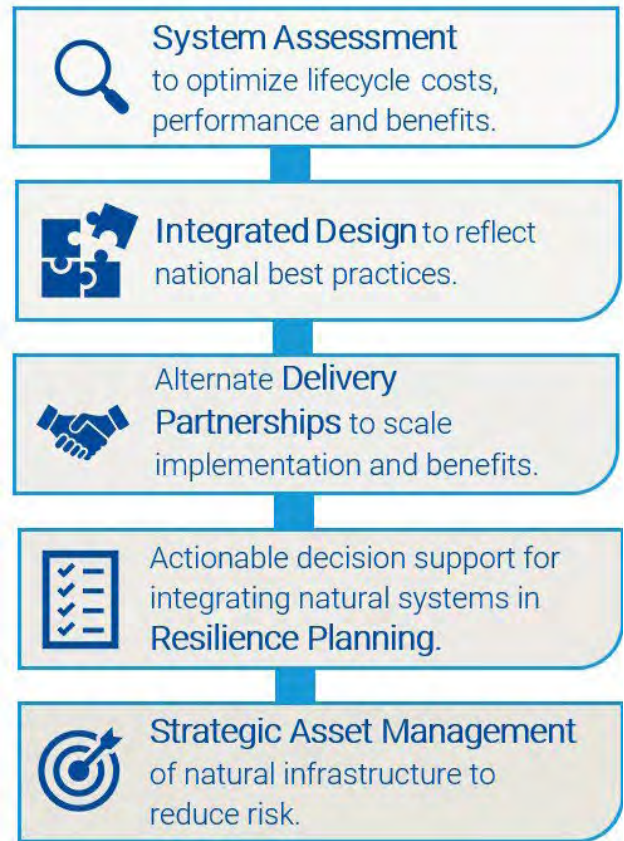 System Assessment
to optimize lifecycle costs,
performance and benefits.
Integrated Design to reflect
national best practices.
Alternate Delivery
Partnerships to scale
implementation and benefits.
Actionable decision support for
integrating natural systems in
Resilience Planning.
Strategic Asset Management
of natural infrastructure to
reduce risk.